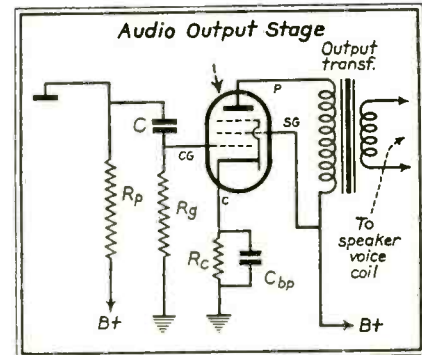 Audio Output Stage
Output
transf.
P
SG
C
CG
Rp
Rg
C
Rc
Cbp
To
speaker
voice
coil
B+
B+